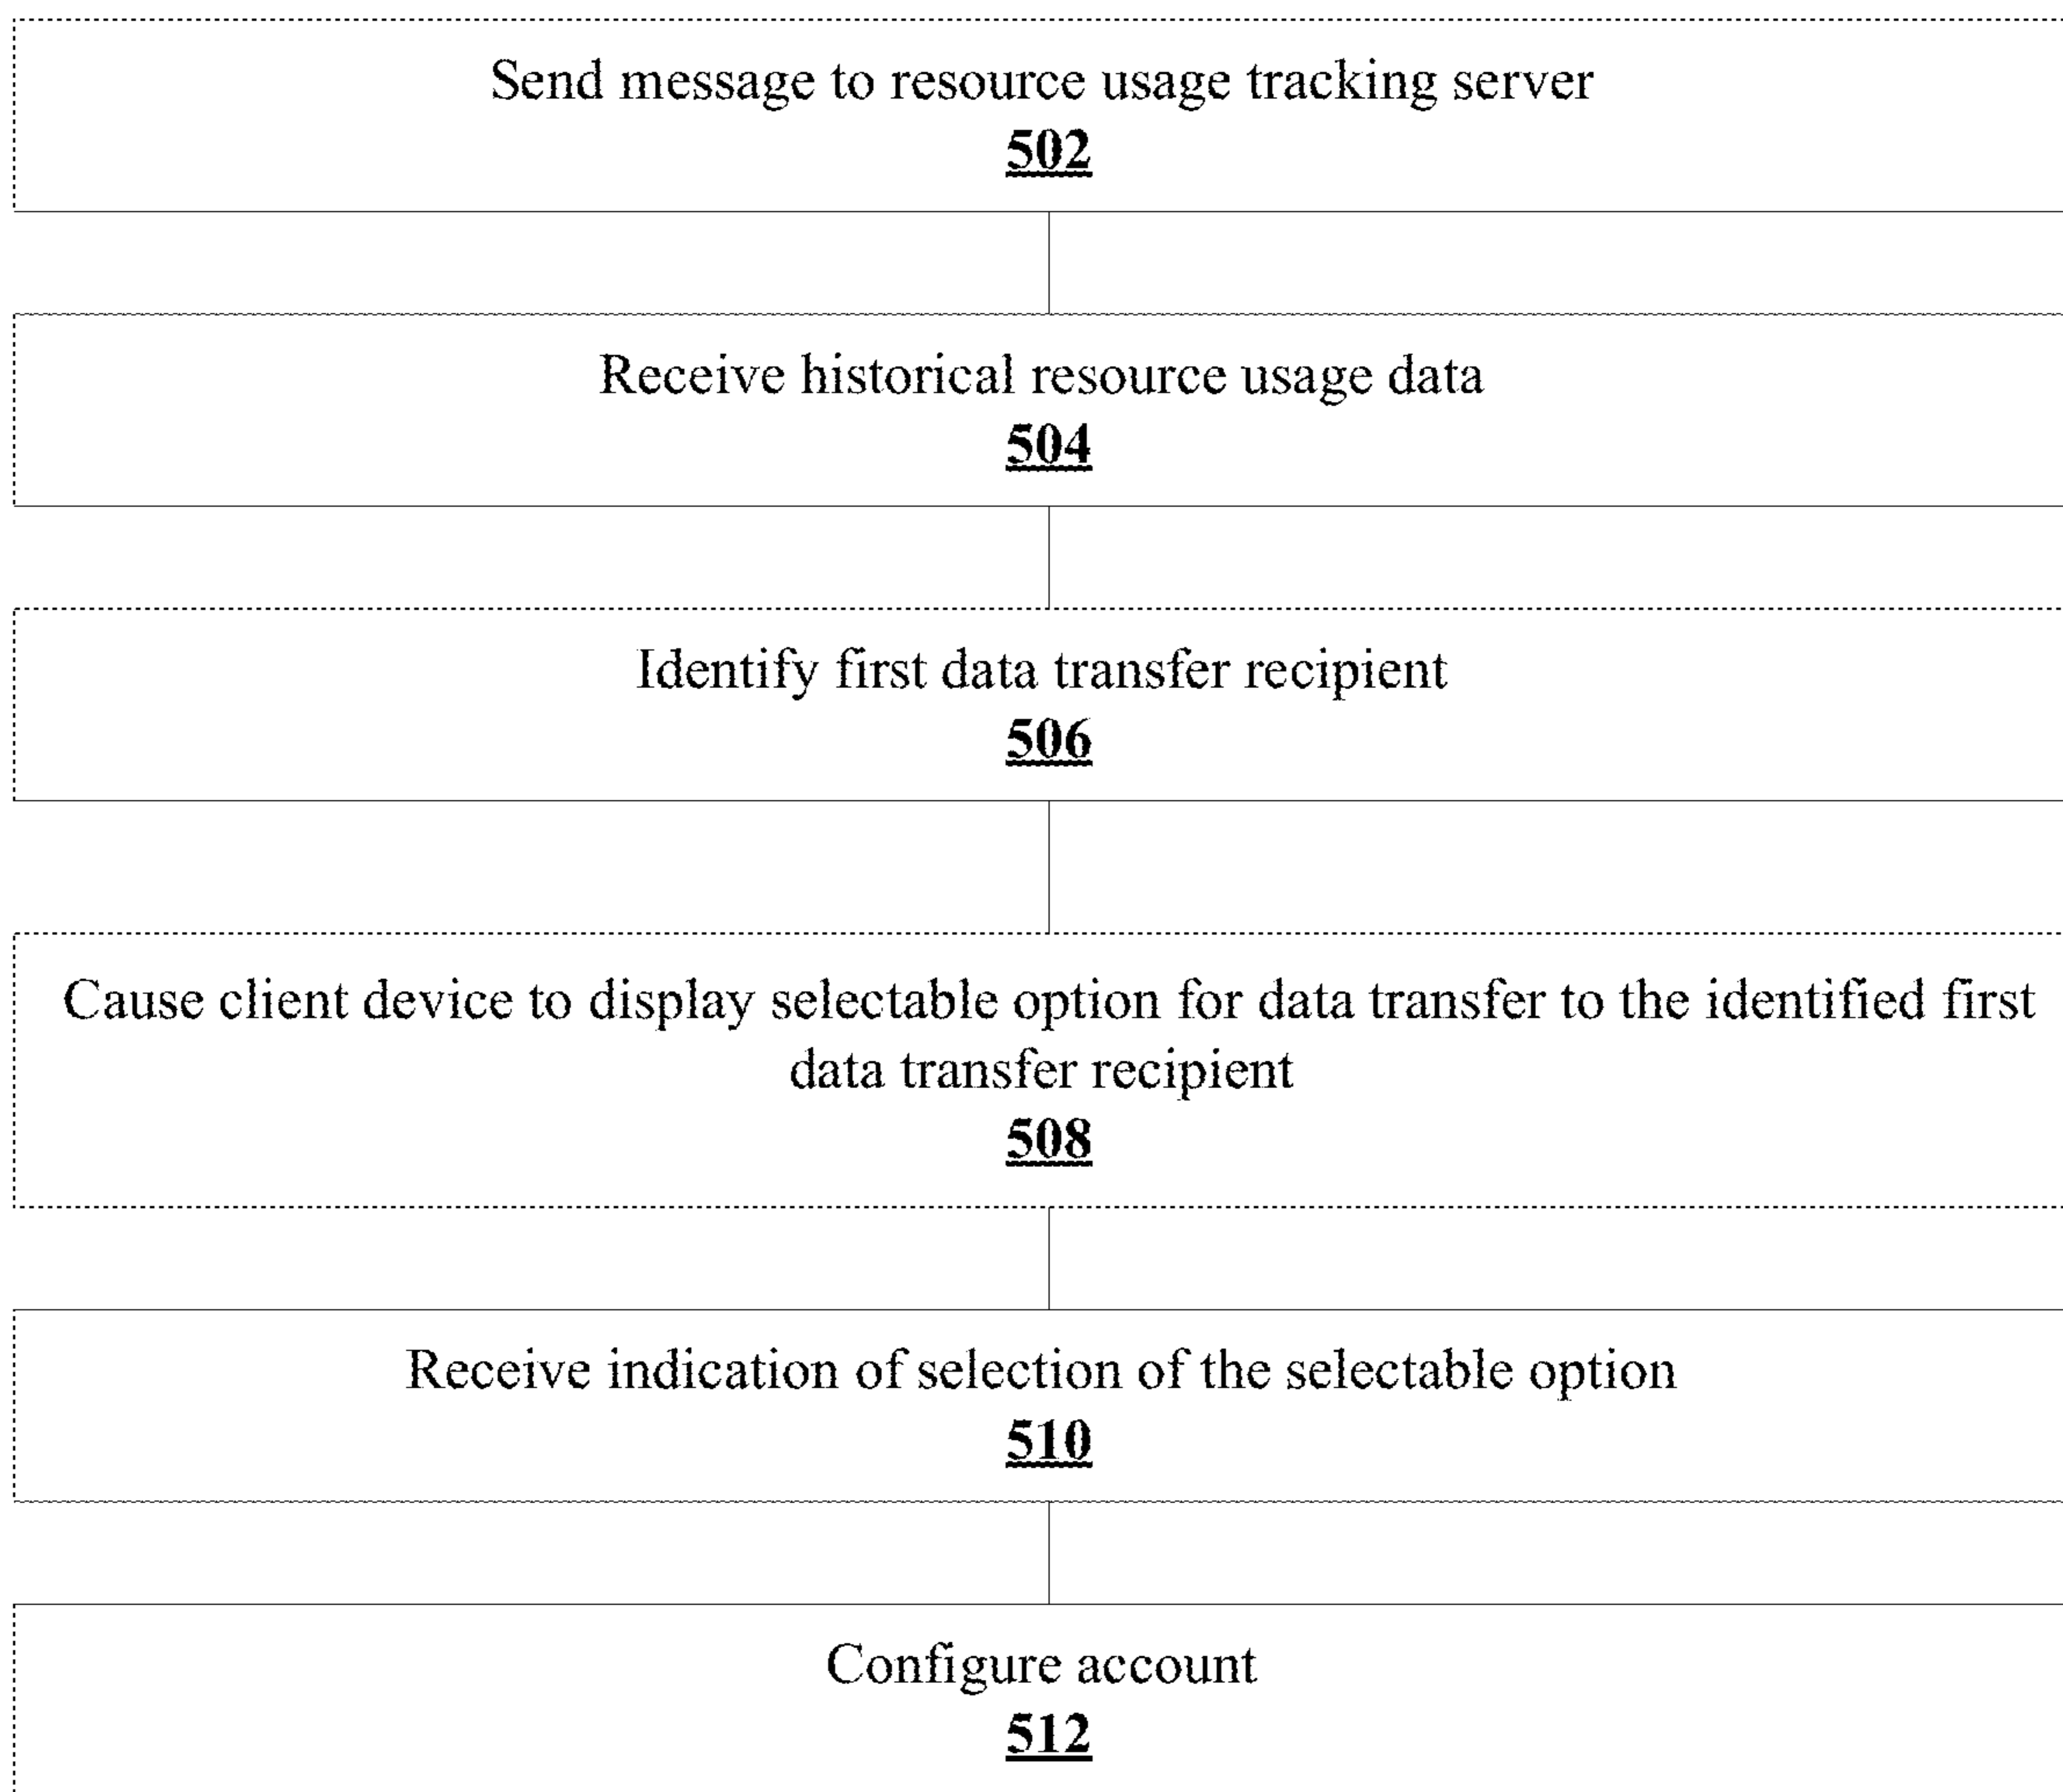 Send message to resource usage tracking server
502
Receive historical resource usage data
504
Identify first data transfer recipient
506
Cause client device to display selectable option for data transfer to the identified first
data transfer recipient
508
Receive indication of selection of the selectable option
510
Configure account
512